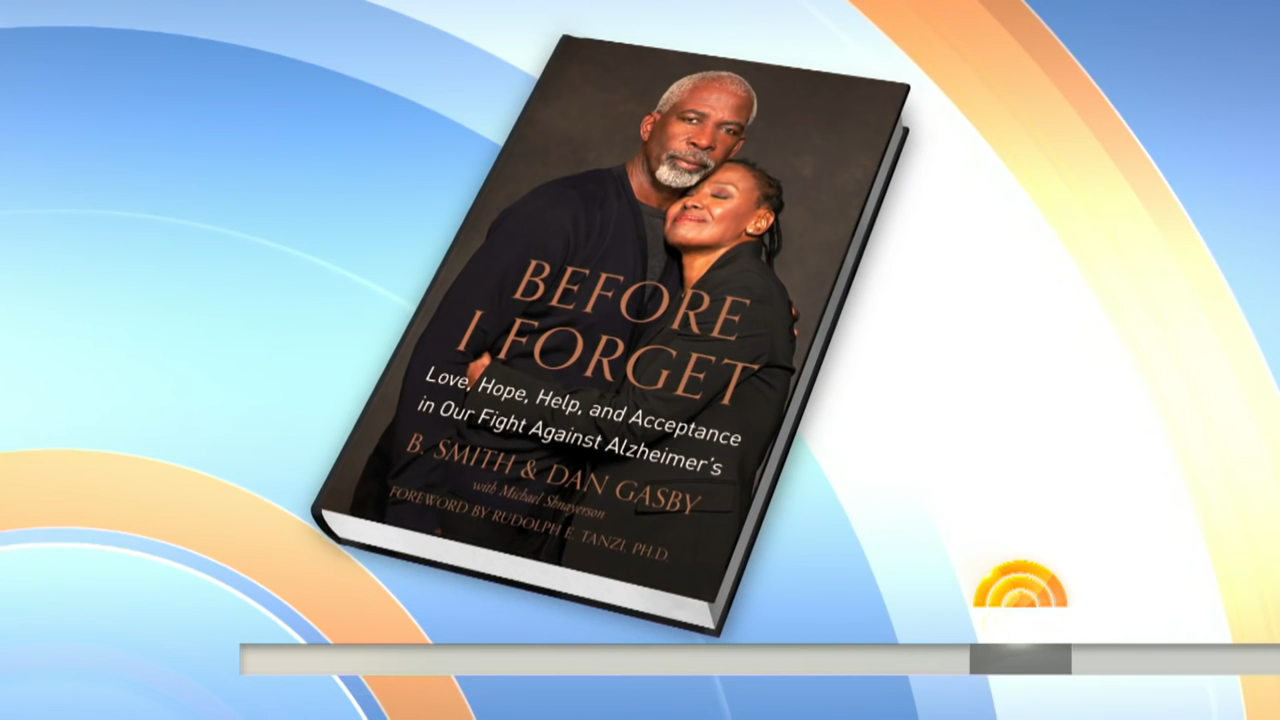 BEFORE
I FORGET
Love, Hope, Help, and Acceptance
in Our Fight Against Alzheimer's
B. SMITH & DAN GASBY
with Michael Shnayerson
FOREWORD BY RUDOLPH E. TANZI, PH.D.